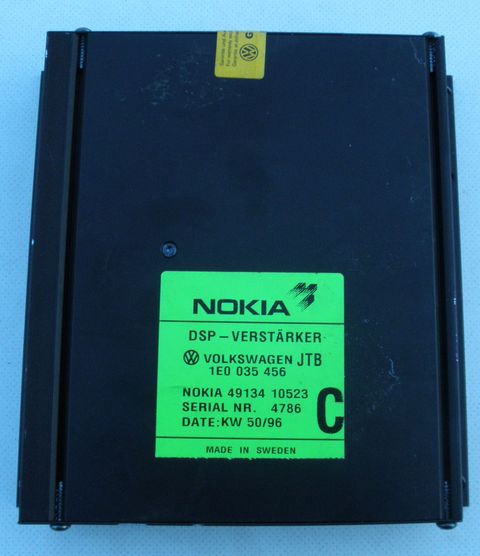 NOKIA
DSP-VERSTÄRKER
VOLKSWAGEN JTB
1E0 035 456
NOKIA 49134 10523
SERIAL NR. 4786
DATE:KW 50/96
C
MADE IN SWEDEN